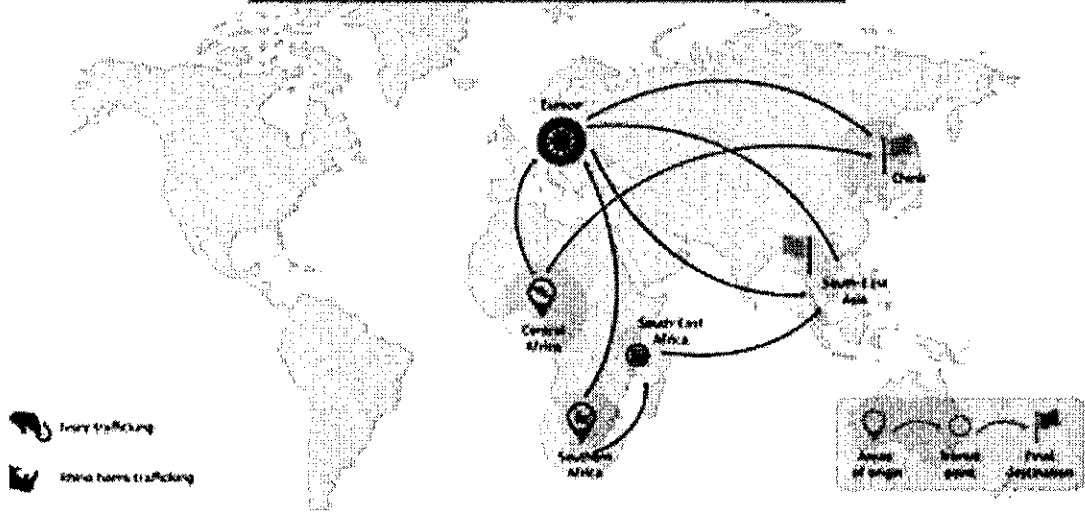 Europe
China
South-East
Asia
Central
Africa
South-East
Africa
Southern
Africa
Ivory trafficking
Rhino horns trafficking
Areas
of origin
Transit
point
Final
destination